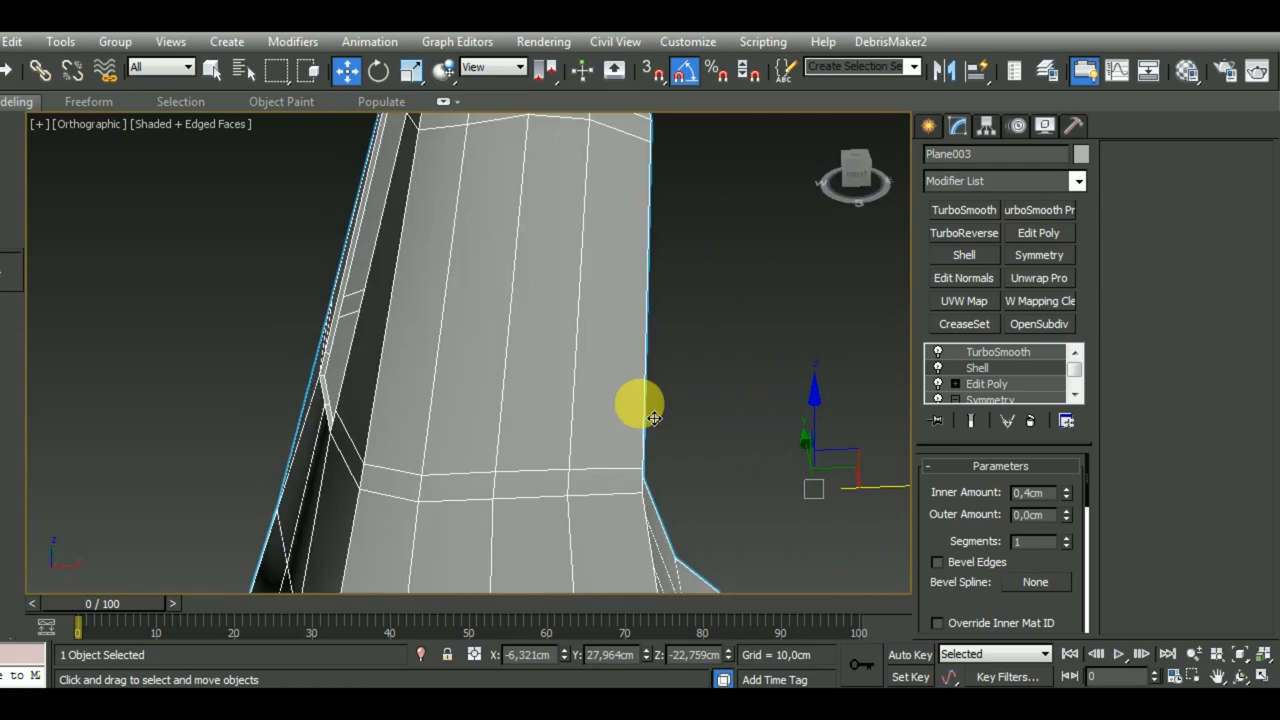 Edit Tools Group Views Create Modifiers Animation Graph Editors Rendering Civil View Customize Scripting Help DebrisMaker2
All View 3 % ABC Create Selection Se
deling Freeform Selection Object Paint Populate
[+] [Orthographic] [Shaded + Edged Faces]
Plane003
Modifier List
TurboSmooth urboSmooth Pr
TurboReverse Edit Poly
Shell Symmetry
Edit Normals Unwrap Pro
UVW Map W Mapping Cle
CreaseSet OpenSubdiv
TurboSmooth
Shell
Edit Poly
Symmetry
Parameters
Inner Amount: 0,4cm
Outer Amount: 0,0cm
Segments: 1
Bevel Edges
Bevel Spline: None
Override Inner Mat ID
z
z
S
< 0 / 100 >
0 10 20 30 40 50 60 70 80 90 100
1 Object Selected X: -6,321cm Y: 27,964cm Z: -22,759cm Grid = 10,0cm Auto Key Selected
e to M Click and drag to select and move objects Add Time Tag Set Key Key Filters... 0